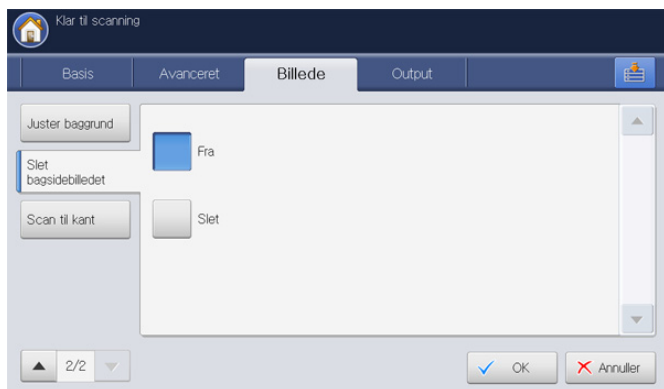 Klar til scanning
Basis
Avanceret
Billede
Output
Juster baggrund
Fra
Slet
bagsidebilledet
Scan til kant
Slet
2/2
OK
Annuller